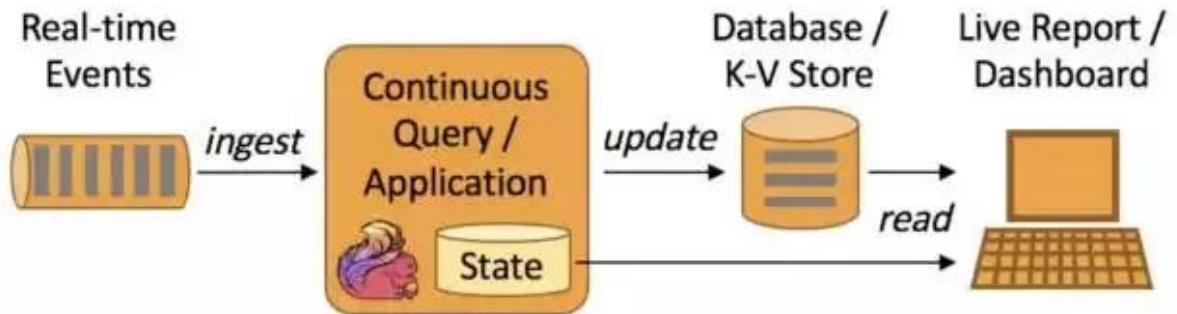 Real-time
Events
ingest
Continuous
Query /
Application
State
update
Database /
K-V Store
read
Live Report /
Dashboard